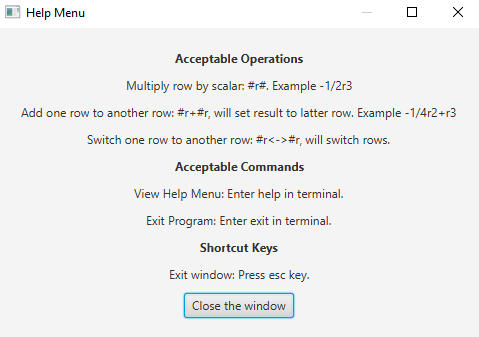 Help Menu
Acceptable Operations
Multiply row by scalar: #r#. Example -1/2r3
Add one row to another row: #r+#r, will set result to latter row. Example -1/4r2+r3
Switch one row to another row: #r<->#r, will switch rows.
Acceptable Commands
View Help Menu: Enter help in terminal.
Exit Program: Enter exit in terminal.
Shortcut Keys
Exit window: Press esc key.
Close the window